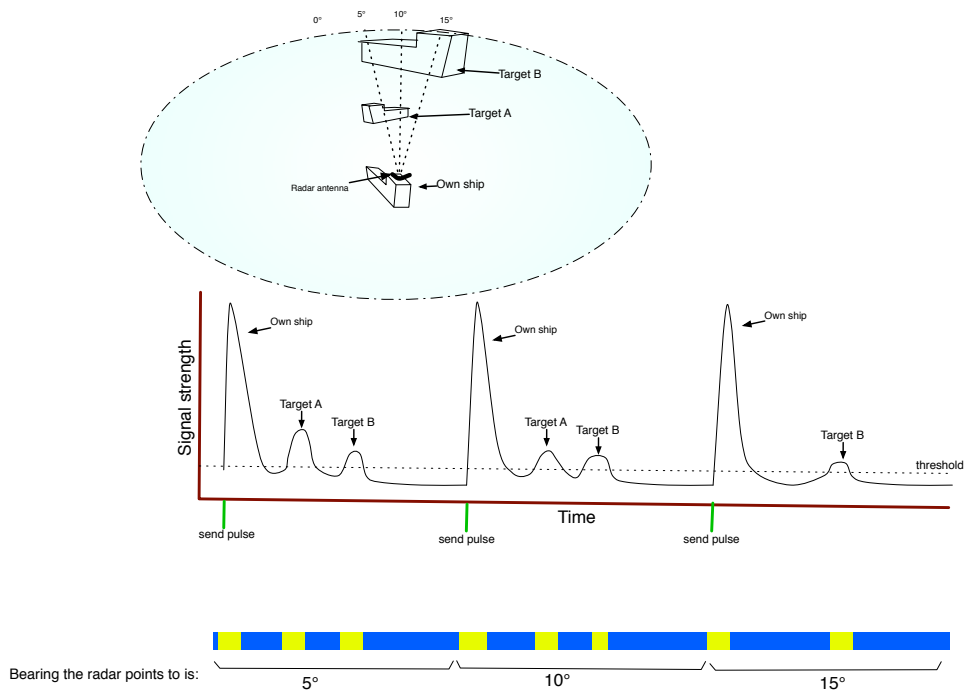 0° 5° 10° 15°
Target B
Target A
Radar antenna
Own ship
Signal strength
Own ship
Own ship
Own ship
Target A
Target B
Target A
Target B
Target B
threshold
Time
send pulse
send pulse
send pulse
Bearing the radar points to is:
5° 10° 15°